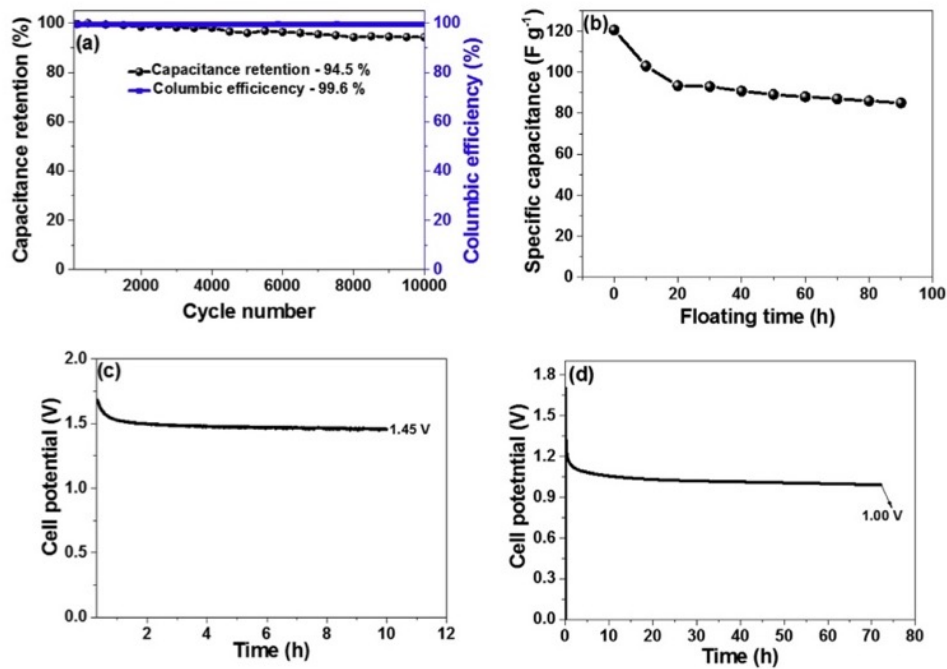 100
80
60
40
20
0
Capacitance retention (%)
(a)
Capacitance retention - 94.5 %
Columbic efficicency - 99.6 %
100
80
60
40
20
0
Columbic efficiency (%)
2000 4000 6000 8000 10000
Cycle number
120
100
80
60
40
20
0
Specific capacitance (F g⁻¹)
(b)
0 20 40 60 80 100
Floating time (h)
2.0
1.5
1.0
0.5
0.0
Cell potential (V)
(c)
1.45 V
2 4 6 8 10 12
Time (h)
1.8
1.5
1.2
0.9
0.6
0.3
0.0
Cell potetntial (V)
(d)
1.00 V
0 10 20 30 40 50 60 70 80
Time (h)